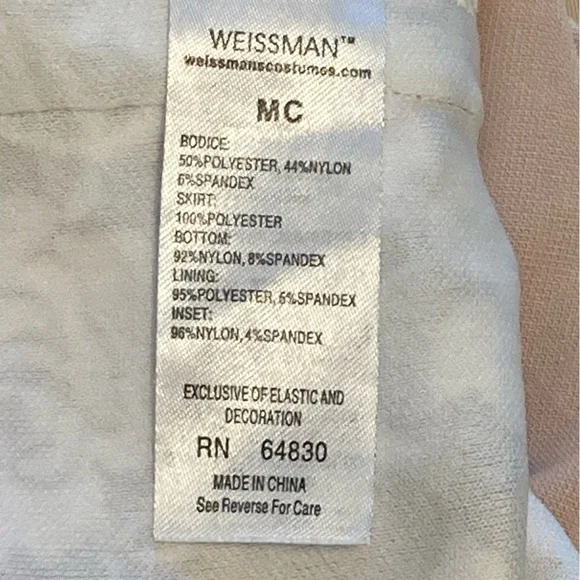 WEISSMAN™
weissmanscostumes.com
MC
BODICE:
50%POLYESTER, 44%NYLON
6%SPANDEX
SKIRT:
100%POLYESTER
BOTTOM:
92%NYLON, 8%SPANDEX
LINING:
95%POLYESTER, 5%SPANDEX
INSET:
96%NYLON, 4%SPANDEX
EXCLUSIVE OF ELASTIC AND
DECORATION
RN 64830
MADE IN CHINA
See Reverse For Care